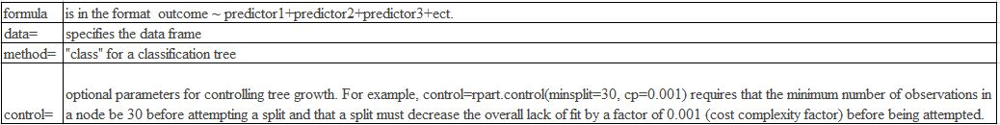 formula is in the format outcome ~ predictor1+predictor2+predictor3+ect.
data= specifies the data frame
method= "class" for a classification tree
optional parameters for controlling tree growth. For example, control=rpart.control(minsplit=30, cp=0.001) requires that the minimum number of observations in
control= a node be 30 before attempting a split and that a split must decrease the overall lack of fit by a factor of 0.001 (cost complexity factor) before being attempted.